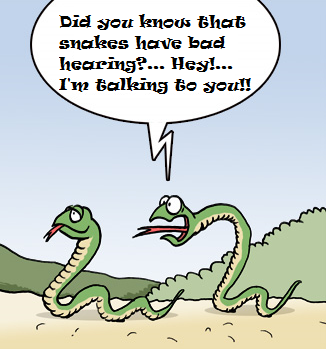 Did you know that
snakes have bad
hearing?... Hey!...
I'm talking to you!!